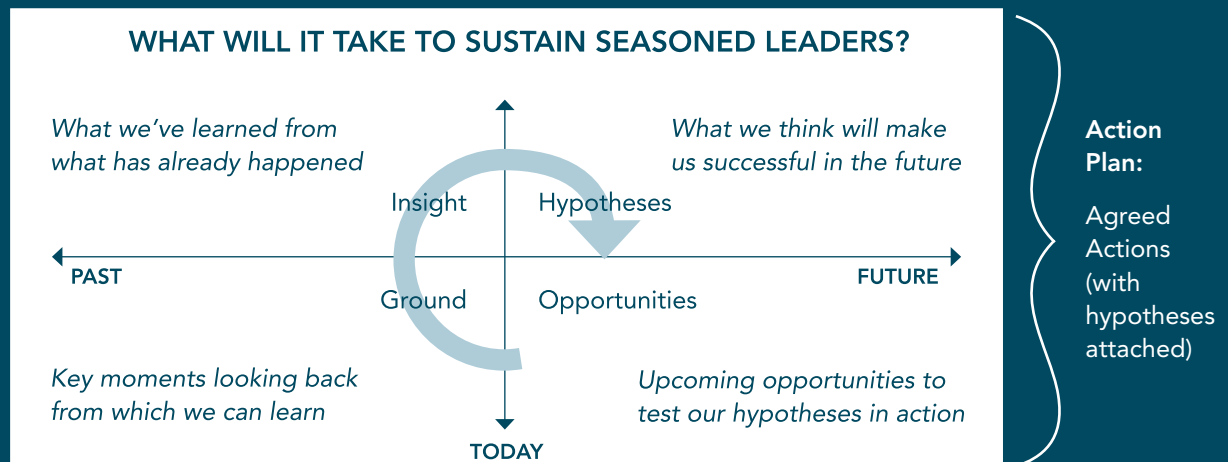 WHAT WILL IT TAKE TO SUSTAIN SEASONED LEADERS?
What we’ve learned from
what has already happened
What we think will make
us successful in the future
Insight
Hypotheses
PAST
FUTURE
Ground
Opportunities
Key moments looking back
from which we can learn
Upcoming opportunities to
test our hypotheses in action
TODAY
Action
Plan:
Agreed
Actions
(with
hypotheses
attached)